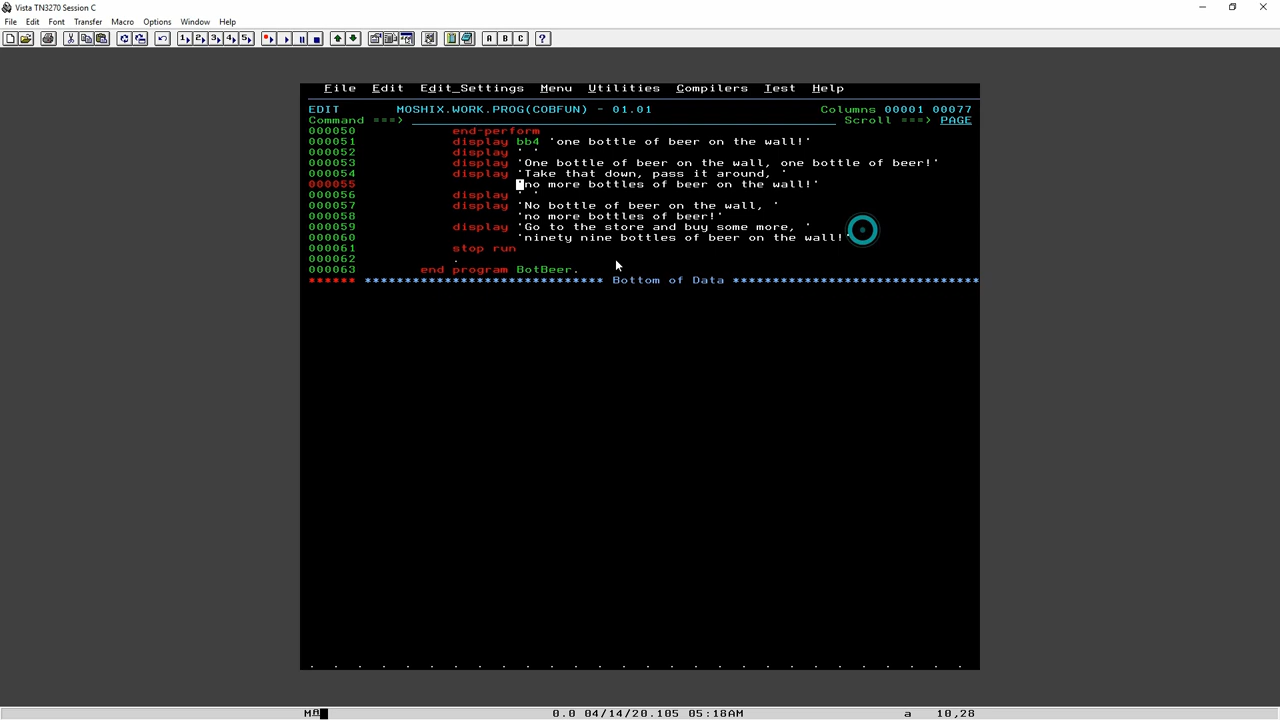 Vista TN3270 Session C
File Edit Font Transfer Macro Options Window Help
1 2 3 4 5 A B C ?
File Edit Edit_Settings Menu Utilities Compilers Test Help
EDIT MOSHIX.WORK.PROG(COBFUN) - 01.01 Columns 00001 00077
Command ===> Scroll ===> PAGE
000050 end-perform
000051 display bb4 'one bottle of beer on the wall!'
000052 display ' '
000053 display 'One bottle of beer on the wall, one bottle of beer!'
000054 display 'Take that down, pass it around, '
000055 'no more bottles of beer on the wall!'
000056 display ' '
000057 display 'No bottle of beer on the wall, '
000058 'no more bottles of beer!'
000059 display 'Go to the store and buy some more, '
000060 'ninety nine bottles of beer on the wall!'
000061 stop run
000062 .
000063 end program BotBeer.
****** **************************** Bottom of Data *******************************
0.0 04/14/20.105 05:18AM a 10,28